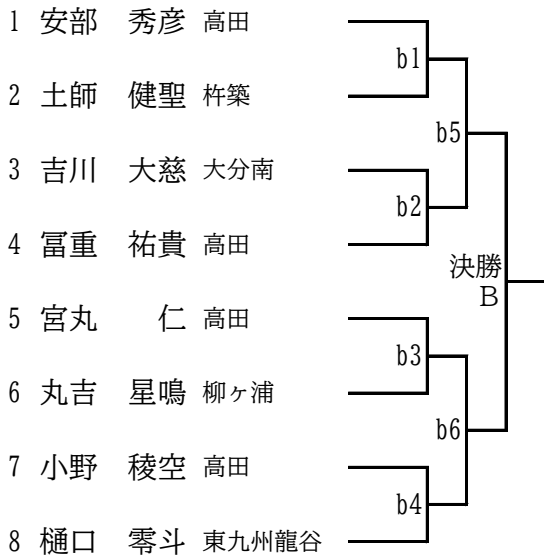 1 安部 秀彦 高田
b1
2 土師 健聖 杵築
b5
3 吉川 大慈 大分南
b2
4 冨重 祐貴 高田
決勝
B
5 宮丸 仁 高田
b3
6 丸吉 星鳴 柳ヶ浦
b6
7 小野 稜空 高田
b4
8 樋口 零斗 東九州龍谷